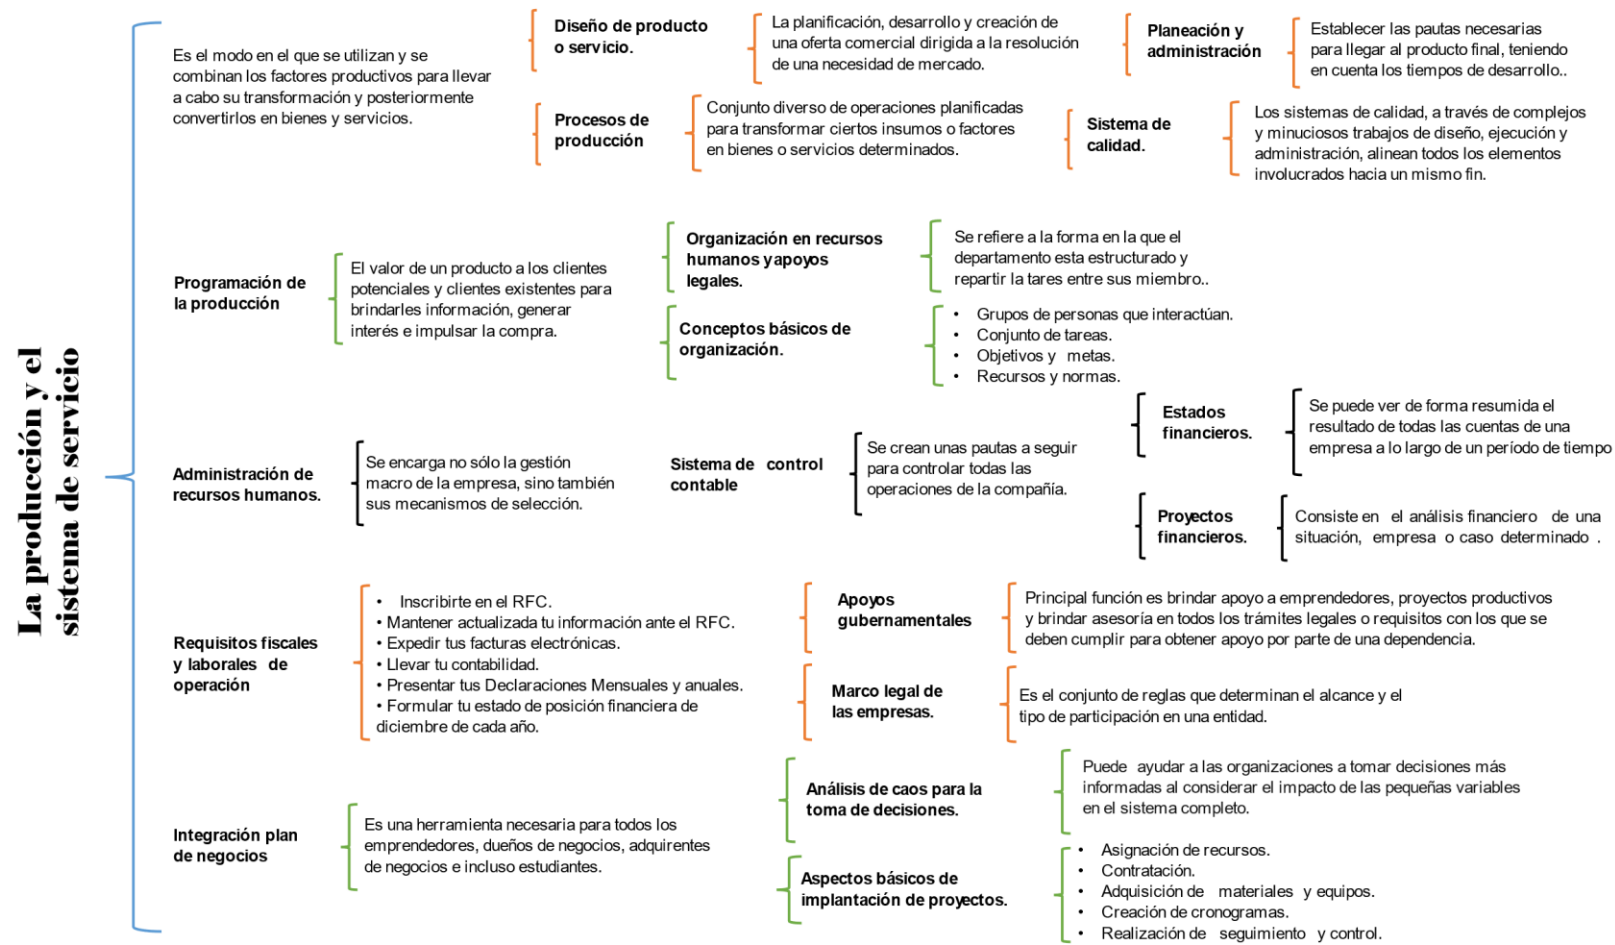 La producción y el
sistema de servicio
Es el modo en el que se utilizan y se
combinan los factores productivos para llevar
a cabo su transformación y posteriormente
convertirlos en bienes y servicios.
Diseño de producto
o servicio.
La planificación, desarrollo y creación de
una oferta comercial dirigida a la resolución
de una necesidad de mercado.
Planeación y
administración
Establecer las pautas necesarias
para llegar al producto final, teniendo
en cuenta los tiempos de desarrollo..
Procesos de
producción
Conjunto diverso de operaciones planificadas
para transformar ciertos insumos o factores
en bienes o servicios determinados.
Sistema de
calidad.
Los sistemas de calidad, a través de complejos
y minuciosos trabajos de diseño, ejecución y
administración, alinean todos los elementos
involucrados hacia un mismo fin.
Programación de
la producción
El valor de un producto a los clientes
potenciales y clientes existentes para
brindarles información, generar
interés e impulsar la compra.
Organización en recursos
humanos yapoyos
legales.
Se refiere a la forma en la que el
departamento esta estructurado y
repartir la tares entre sus miembro..
Conceptos básicos de
organización.
• Grupos de personas que interactúan.
• Conjunto de tareas.
• Objetivos y metas.
• Recursos y normas.
Administración de
recursos humanos.
Se encarga no sólo la gestión
macro de la empresa, sino también
sus mecanismos de selección.
Sistema de control
contable
Se crean unas pautas a seguir
para controlar todas las
operaciones de la compañía.
Estados
financieros.
Se puede ver de forma resumida el
resultado de todas las cuentas de una
empresa a lo largo de un período de tiempo
Proyectos
financieros.
Consiste en el análisis financiero de una
situación, empresa o caso determinado .
Requisitos fiscales
y laborales de
operación
• Inscribirte en el RFC.
• Mantener actualizada tu información ante el RFC.
• Expedir tus facturas electrónicas.
• Llevar tu contabilidad.
• Presentar tus Declaraciones Mensuales y anuales.
• Formular tu estado de posición financiera de
diciembre de cada año.
Apoyos
gubernamentales
Principal función es brindar apoyo a emprendedores, proyectos productivos
y brindar asesoría en todos los trámites legales o requisitos con los que se
deben cumplir para obtener apoyo por parte de una dependencia.
Marco legal de
las empresas.
Es el conjunto de reglas que determinan el alcance y el
tipo de participación en una entidad.
Integración plan
de negocios
Es una herramienta necesaria para todos los
emprendedores, dueños de negocios, adquirentes
de negocios e incluso estudiantes.
Análisis de caos para la
toma de decisiones.
Puede ayudar a las organizaciones a tomar decisiones más
informadas al considerar el impacto de las pequeñas variables
en el sistema completo.
Aspectos básicos de
implantación de proyectos.
• Asignación de recursos.
• Contratación.
• Adquisición de materiales y equipos.
• Creación de cronogramas.
• Realización de seguimiento y control.